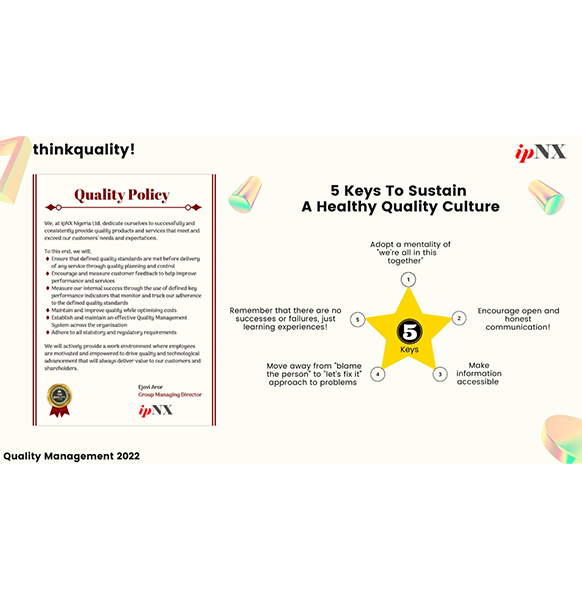 thinkquality!
ipNX
Quality Policy
We, at ipNX Nigeria Ltd, dedicate ourselves to successfully and
consistently provide quality products and services that meet and
exceed our customers' needs and expectations.
To this end, we will;
Ensure that defined quality standards are met before delivery
of any service through quality planning and control
Encourage and measure customer feedback to help improve
performance and services
Measure our internal success through the use of defined key
performance indicators that monitor and track our adherence
to the defined quality standards
Maintain and improve quality while optimising costs
Establish and maintain an effective Quality Management
System across the organisation
Adhere to all statutory and regulatory requirements
We will actively provide a work environment where employees
are motivated and empowered to drive quality and technological
advancement that will always deliver value to our customers and
shareholders.
Ejovi Aror
Group Managing Director
ipNX
5 Keys To Sustain
A Healthy Quality Culture
Adopt a mentality of
"we're all in this
together"
1
Remember that there are no
successes or failures, just
learning experiences!
5
5
Keys
2
Encourage open and
honest
communication!
Move away from "blame
the person" to "let's fix it"
approach to problems
4
3
Make
information
accessible
Quality Management 2022